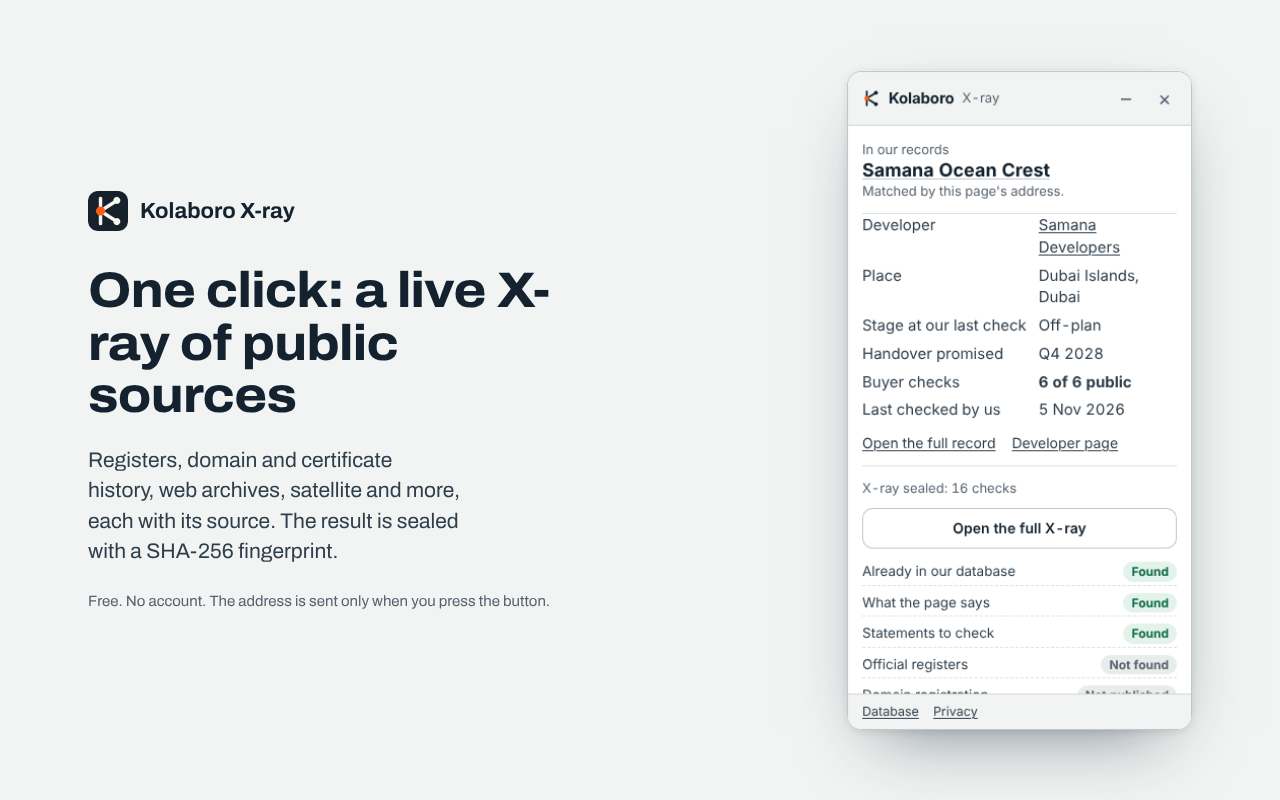 Kolaboro X-ray
One click: a live X-
ray of public
sources
Registers, domain and certificate
history, web archives, satellite and more,
each with its source. The result is sealed
with a SHA-256 fingerprint.
Free. No account. The address is sent only when you press the button.
Kolaboro X-ray
In our records
Samana Ocean Crest
Matched by this page's address.
Developer Samana
Developers
Place Dubai Islands,
Dubai
Stage at our last check Off-plan
Handover promised Q4 2028
Buyer checks 6 of 6 public
Last checked by us 5 Nov 2026
Open the full record Developer page
X-ray sealed: 16 checks
Open the full X-ray
Already in our database Found
What the page says Found
Statements to check Found
Official registers Not found
Domain registration Not published
Database Privacy